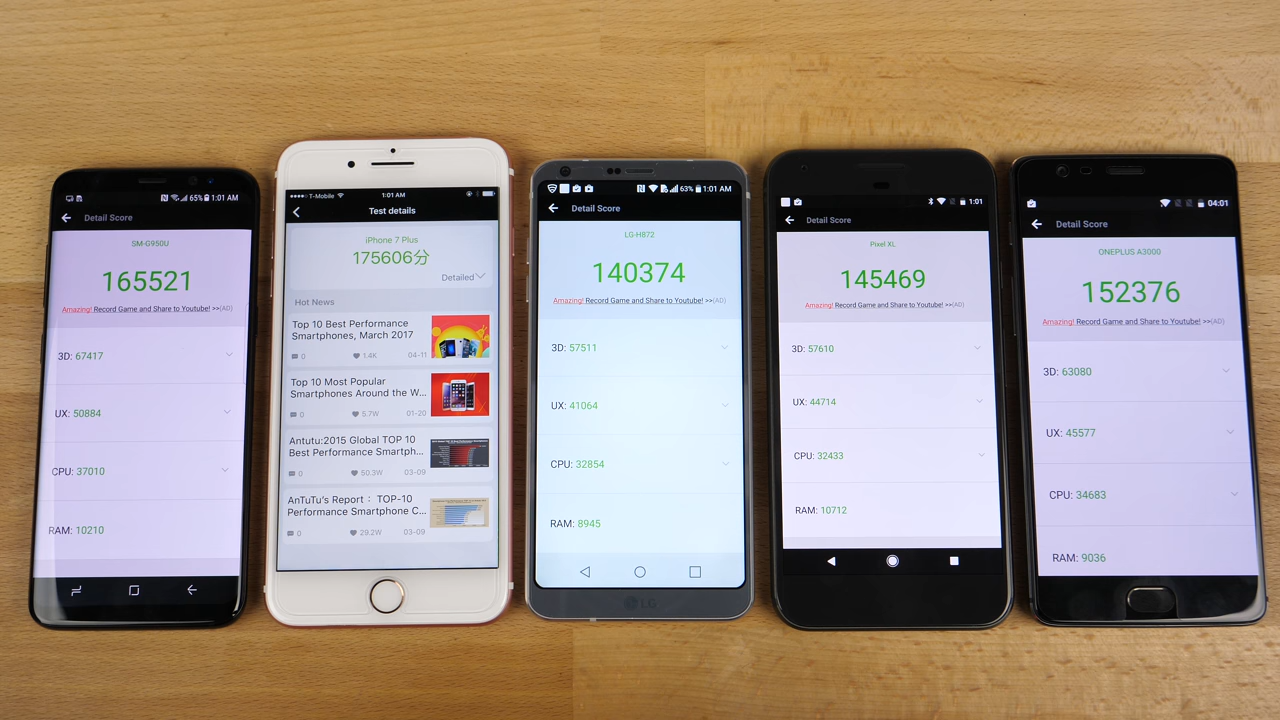 65% 1:01 AM
Detail Score
SM-G950U
165521
Amazing! Record Game and Share to Youtube! >>(AD)
3D: 67417
UX: 50884
CPU: 37010
RAM: 10210
T-Mobile 1:01 AM
Test details
iPhone 7 Plus
175606分
Detailed
Hot News
Top 10 Best Performance
Smartphones, March 2017
0 1.4K 04-11
Top 10 Most Popular
Smartphones Around the W...
0 5.7W 01-20
Antutu:2015 Global TOP 10
Best Performance Smartph...
0 50.3W 03-09
AnTuTu's Report : TOP-10
Performance Smartphone C...
0 29.2W 03-09
63% 1:01 AM
Detail Score
LG-H872
140374
Amazing! Record Game and Share to Youtube! >>(AD)
3D: 57511
UX: 41064
CPU: 32854
RAM: 8945
LG
1:01
Detail Score
Pixel XL
145469
Amazing! Record Game and Share to Youtube! >>(AD)
3D: 57610
UX: 44714
CPU: 32433
RAM: 10712
04:01
Detail Score
ONEPLUS A3000
152376
Amazing! Record Game and Share to Youtube! >>(AD)
3D: 63080
UX: 45577
CPU: 34683
RAM: 9036